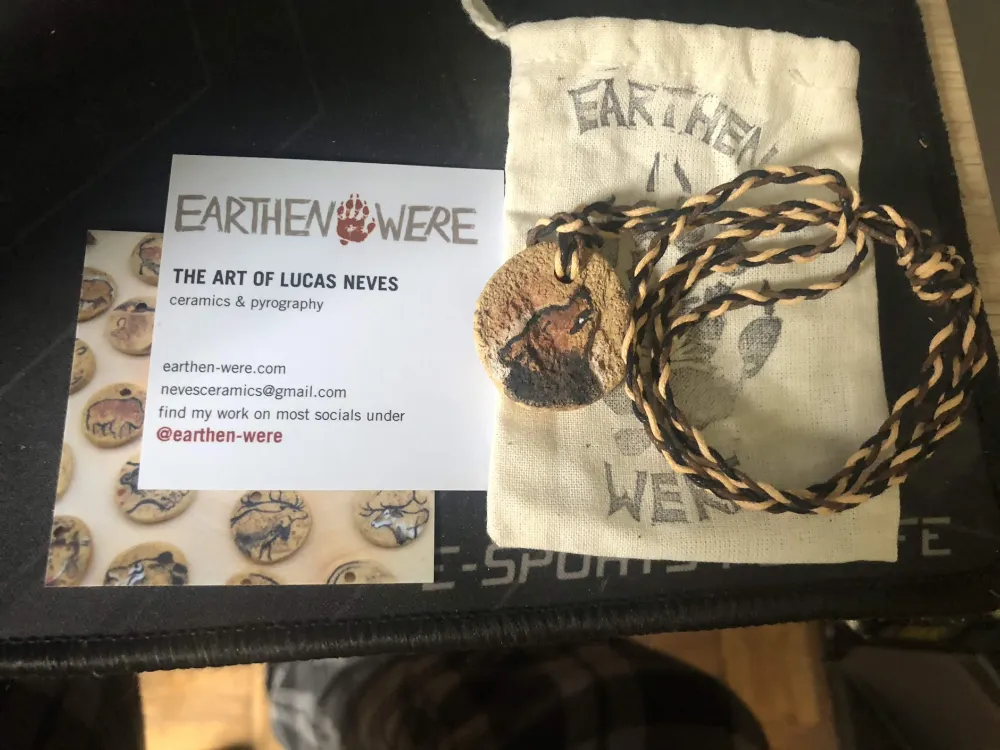 EARTHEN WERE
THE ART OF LUCAS NEVES
ceramics & pyrography
earthen-were.com
nevesceramics@gmail.com
find my work on most socials under
@earthen-were
EARTHEN
WERE
E-SPORTS